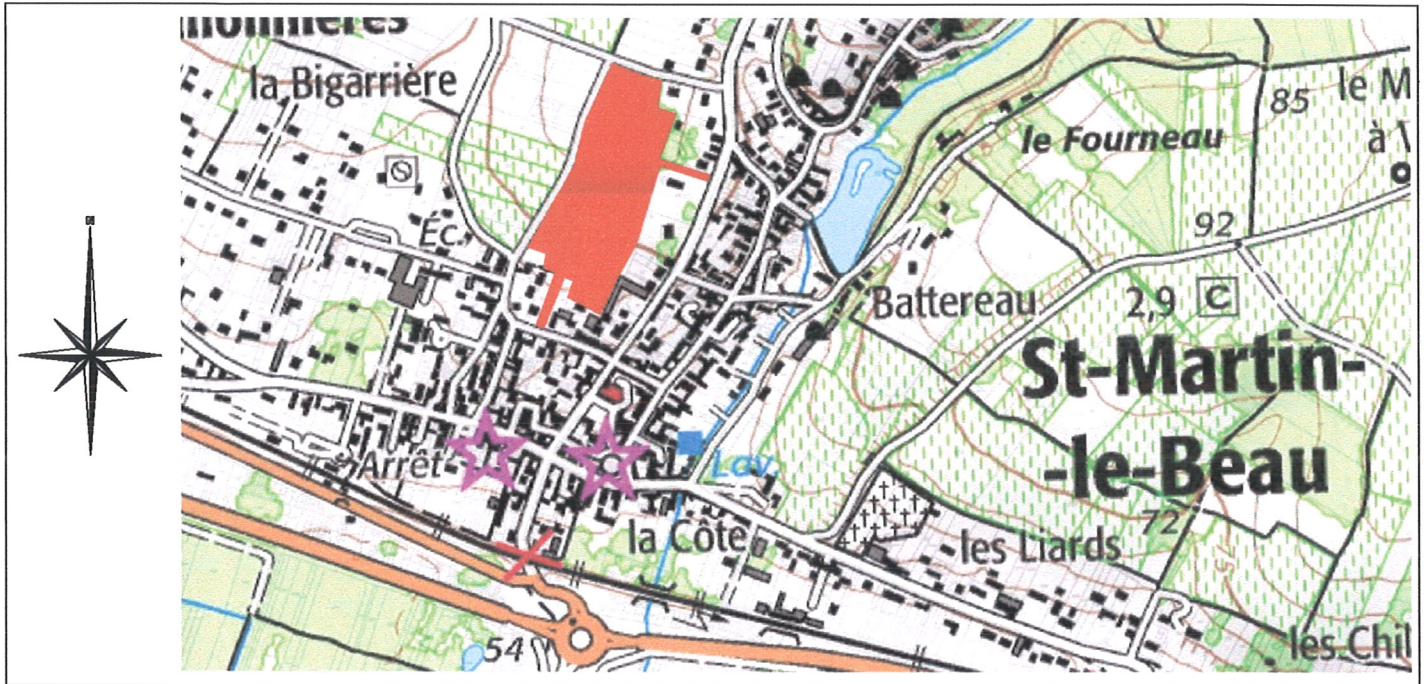 la Bigarrière
Éc.
le Fourneau
85
le M
à V
92
Battereau
2,9 C
St-Martin-
-le-Beau
Arrêt
Lav.
la Côte
les Liards
72
75
54
les Chil